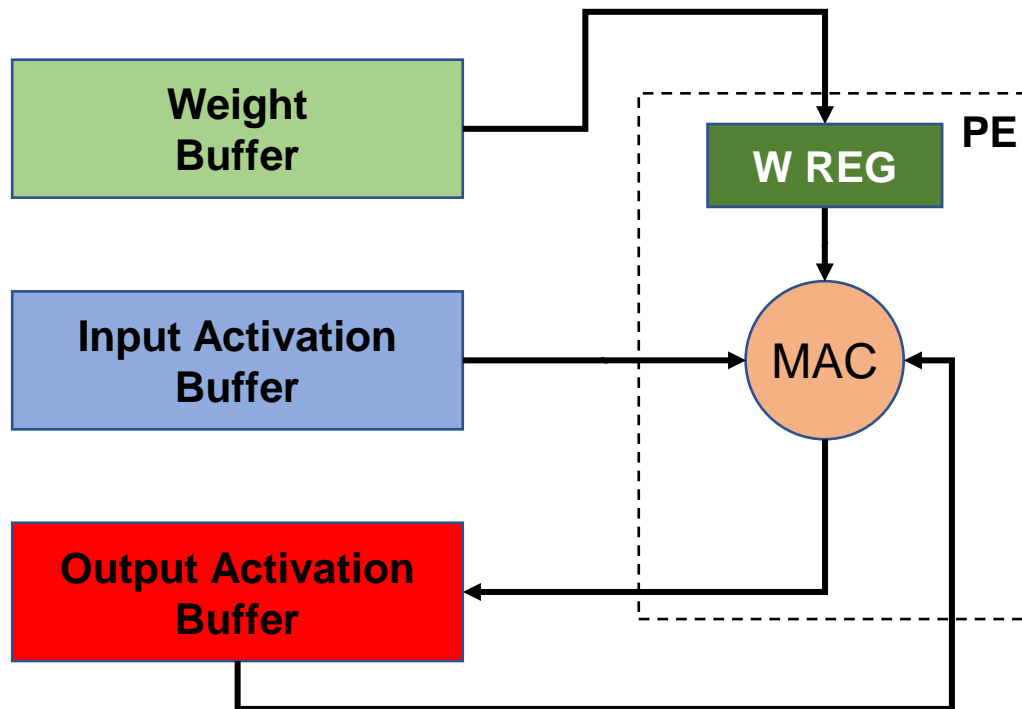 Weight
Buffer
PE
W REG
Input Activation
Buffer
MAC
Output Activation
Buffer